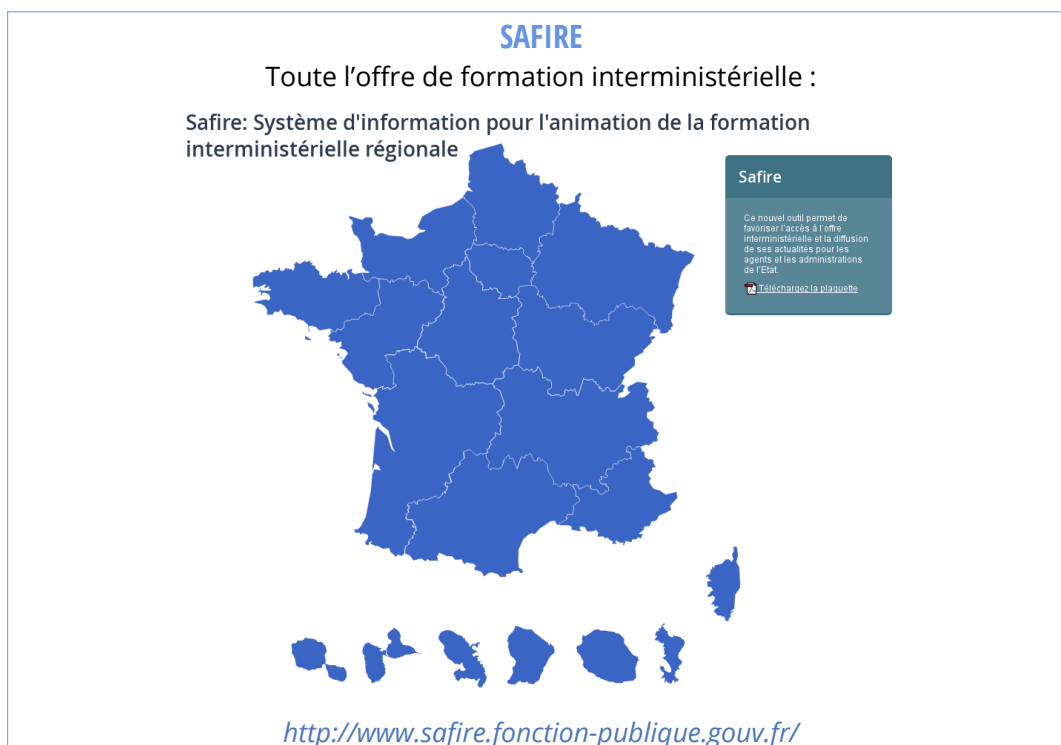 SAFIRE
Toute l’offre de formation interministérielle :
Safire: Système d'information pour l'animation de la formation
interministérielle régionale
Safire
Ce nouvel outil permet de
favoriser l'accès à l'offre
interministérielle et la diffusion
de ses actualités pour les
agents et les administrations
de l'Etat.
Téléchargez la plaquette
http://www.safire.fonction-publique.gouv.fr/